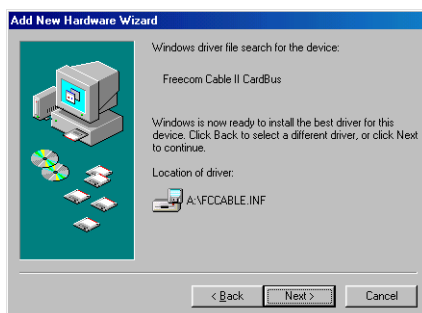 Add New Hardware Wizard
Windows driver file search for the device:
Freecom Cable II CardBus
Windows is now ready to install the best driver for this
device. Click Back to select a different driver, or click Next
to continue.
Location of driver:
A:\FCCABLE.INF
< Back
Next >
Cancel